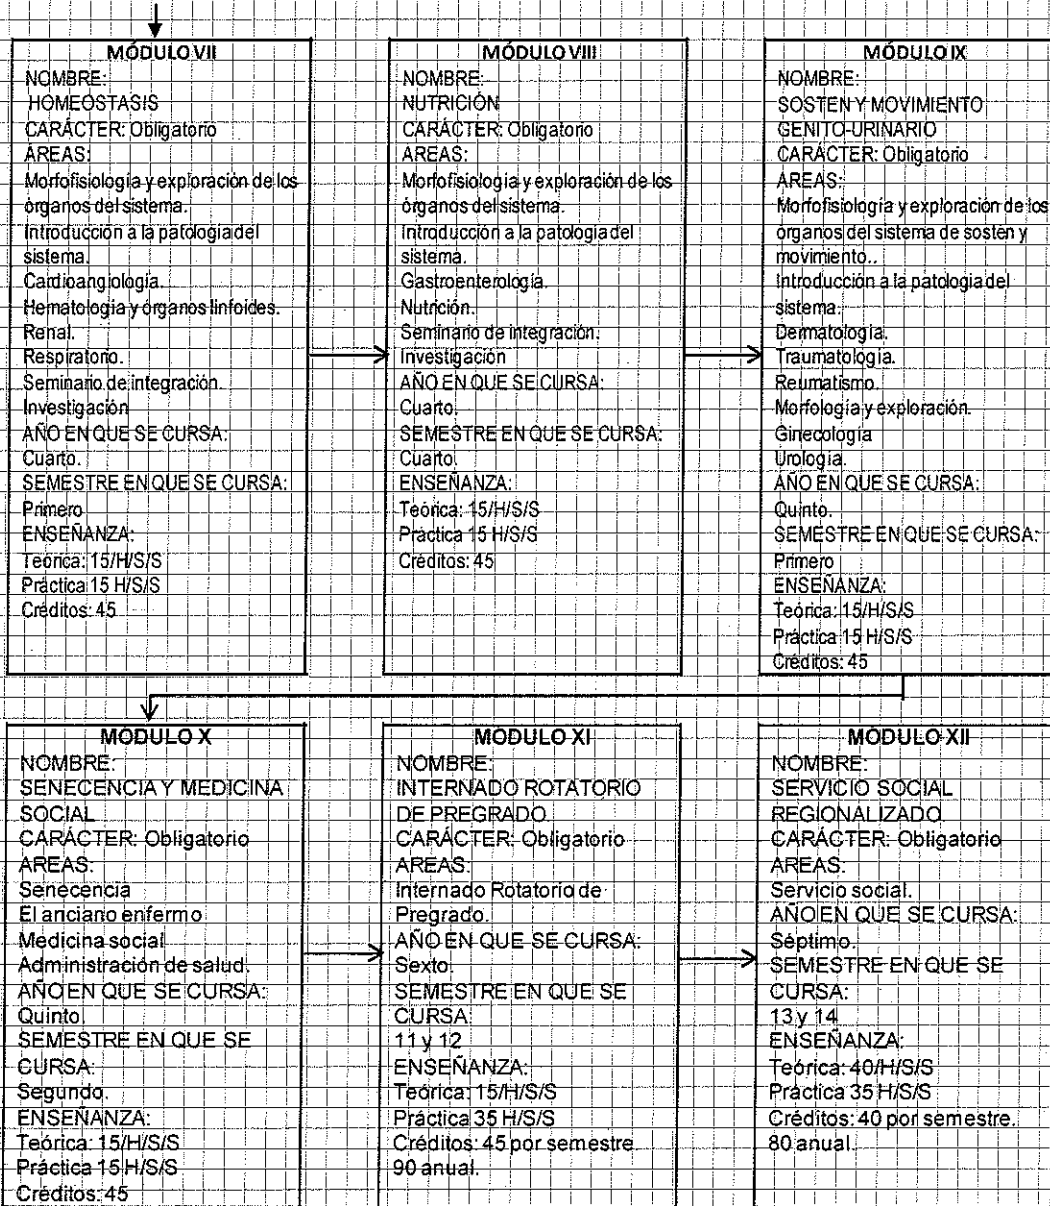 MÓDULO VII
NOMBRE:
HOMEOSTASIS
CARÁCTER: Obligatorio
ÁREAS:
Morfofisiología y exploración de los
órganos del sistema.
Introducción a la patología del
sistema.
Cardioangiología.
Hematología y órganos linfoides.
Renal.
Respiratorio.
Seminario de integración.
Investigación
AÑO EN QUE SE CURSA:
Cuarto.
SEMESTRE EN QUE SE CURSA:
Primero
ENSEÑANZA:
Teórica: 15/H/S/S
Práctica 15 H/S/S
Créditos: 45
MÓDULO VIII
NOMBRE:
NUTRICIÓN
CARÁCTER: Obligatorio
AREAS:
Morfofisiología y exploración de los
órganos del sistema.
Introducción a la patología del
sistema.
Gastroenterología.
Nutrición.
Seminario de integración.
Investigación
AÑO EN QUE SE CURSA:
Cuarto.
SEMESTRE EN QUE SE CURSA:
Cuarto.
ENSEÑANZA:
Teórica: 15/H/S/S
Práctica 15 H/S/S
Créditos: 45
MÓDULO IX
NOMBRE:
SOSTEN Y MOVIMIENTO
GENITO-URINARIO
CARÁCTER: Obligatorio
AREAS:
Morfofisiología y exploración de los
órganos del sistema de sostén y
movimiento..
Introducción a la patología del
sistema.
Dermatología.
Traumatología.
Reumatismo.
Morfología y exploración.
Ginecología
Urología.
AÑO EN QUE SE CURSA:
Quinto.
SEMESTRE EN QUE SE CURSA:
Primero
ENSEÑANZA:
Teórica: 15/H/S/S
Práctica 15 H/S/S
Créditos: 45
MÓDULO X
NOMBRE:
SENECENCIA Y MEDICINA
SOCIAL
CARÁCTER: Obligatorio
AREAS:
Senecencia
El anciano enfermo
Medicina social
Administración de salud.
AÑO EN QUE SE CURSA:
Quinto.
SEMESTRE EN QUE SE
CURSA:
Segundo.
ENSEÑANZA:
Teórica: 15/H/S/S
Práctica 15 H/S/S
Créditos: 45
MÓDULO XI
NOMBRE:
INTERNADO ROTATORIO
DE PREGRADO.
CARÁCTER: Obligatorio
AREAS:
Internado Rotatorio de
Pregrado.
AÑO EN QUE SE CURSA:
Sexto.
SEMESTRE EN QUE SE
CURSA:
11 y 12
ENSEÑANZA:
Teórica: 15/H/S/S
Práctica 35 H/S/S
Créditos: 45 por semestre.
90 anual.
MÓDULO XII
NOMBRE:
SERVICIO SOCIAL
REGIONALIZADO.
CARÁCTER: Obligatorio
AREAS:
Servicio social.
AÑO EN QUE SE CURSA:
Séptimo.
SEMESTRE EN QUE SE
CURSA:
13 y 14
ENSEÑANZA:
Teórica: 40/H/S/S
Práctica 35 H/S/S
Créditos: 40 por semestre.
80 anual.